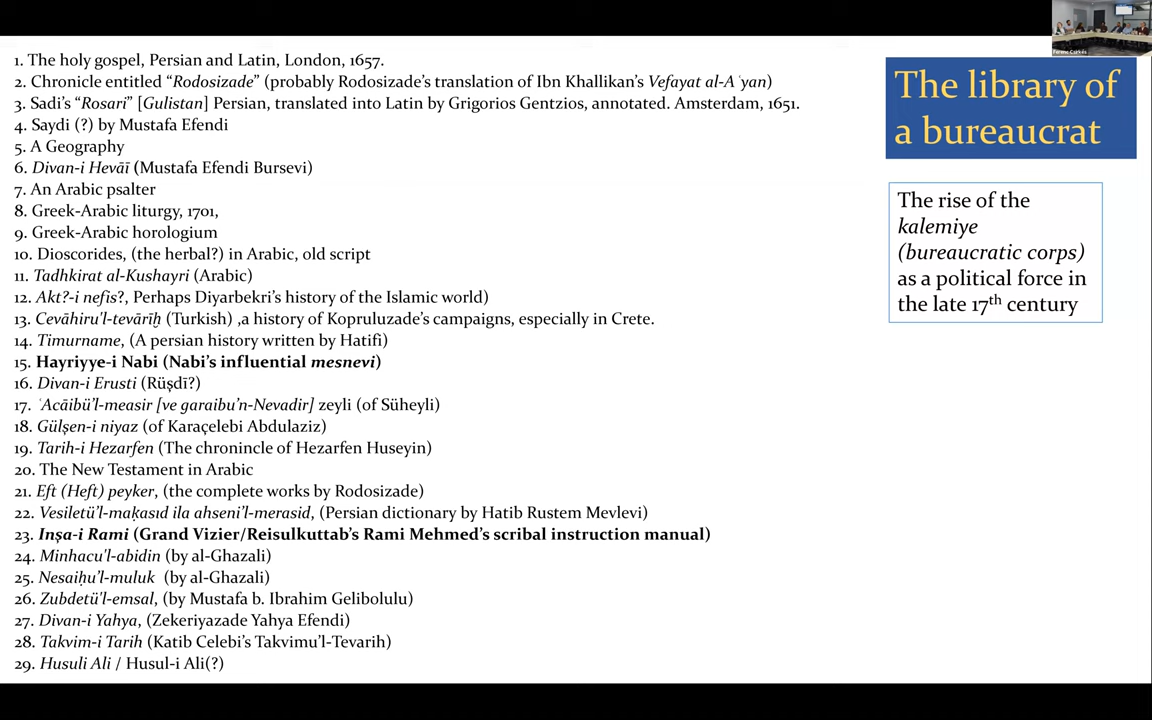 1. The holy gospel, Persian and Latin, London, 1657.
2. Chronicle entitled “Rodosizade” (probably Rodosizade’s translation of Ibn Khallikan’s Vefayat al-A ʿyan)
3. Sadi’s “Rosari” [Gulistan] Persian, translated into Latin by Grigorios Gentzios, annotated. Amsterdam, 1651.
4. Saydi (?) by Mustafa Efendi
5. A Geography
6. Divan-i Hevāī (Mustafa Efendi Bursevi)
7. An Arabic psalter
8. Greek-Arabic liturgy, 1701,
9. Greek-Arabic horologium
10. Dioscorides, (the herbal?) in Arabic, old script
11. Tadhkirat al-Kushayri (Arabic)
12. Akt?-i nefis?, Perhaps Diyarbekri’s history of the Islamic world)
13. Cevāhiru'l-tevārīḫ (Turkish) ,a history of Kopruluzade’s campaigns, especially in Crete.
14. Timurname, (A persian history written by Hatifi)
15. Hayriyye-i Nabi (Nabi’s influential mesnevi)
16. Divan-i Erusti (Rüşdī?)
17. ʿAcāibü’l-measir [ve garaibu’n-Nevadir] zeyli (of Süheyli)
18. Gülşen-i niyaz (of Karaçelebi Abdulaziz)
19. Tarih-i Hezarfen (The chronincle of Hezarfen Huseyin)
20. The New Testament in Arabic
21. Eft (Heft) peyker, (the complete works by Rodosizade)
22. Vesiletü’l-maḳasıd ila ahseni’l-merasid, (Persian dictionary by Hatib Rustem Mevlevi)
23. Inşa-i Rami (Grand Vizier/Reisulkuttab’s Rami Mehmed’s scribal instruction manual)
24. Minhacu’l-abidin (by al-Ghazali)
25. Nesaiḥu’l-muluk (by al-Ghazali)
26. Zubdetü’l-emsal, (by Mustafa b. Ibrahim Gelibolulu)
27. Divan-i Yahya, (Zekeriyazade Yahya Efendi)
28. Takvim-i Tarih (Katib Celebi’s Takvimu’l-Tevarih)
29. Husuli Ali / Husul-i Ali(?)
The library of
a bureaucrat
The rise of the
kalemiye
(bureaucratic corps)
as a political force in
the late 17th century